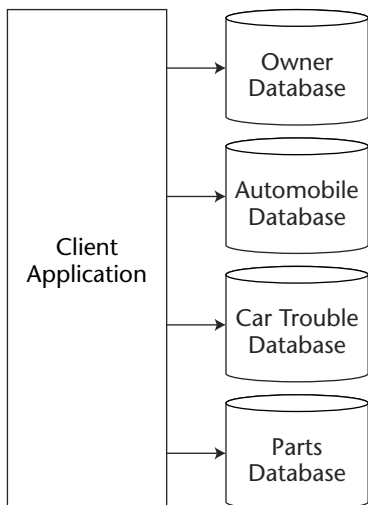 Client
Application
Owner
Database
Automobile
Database
Car Trouble
Database
Parts
Database